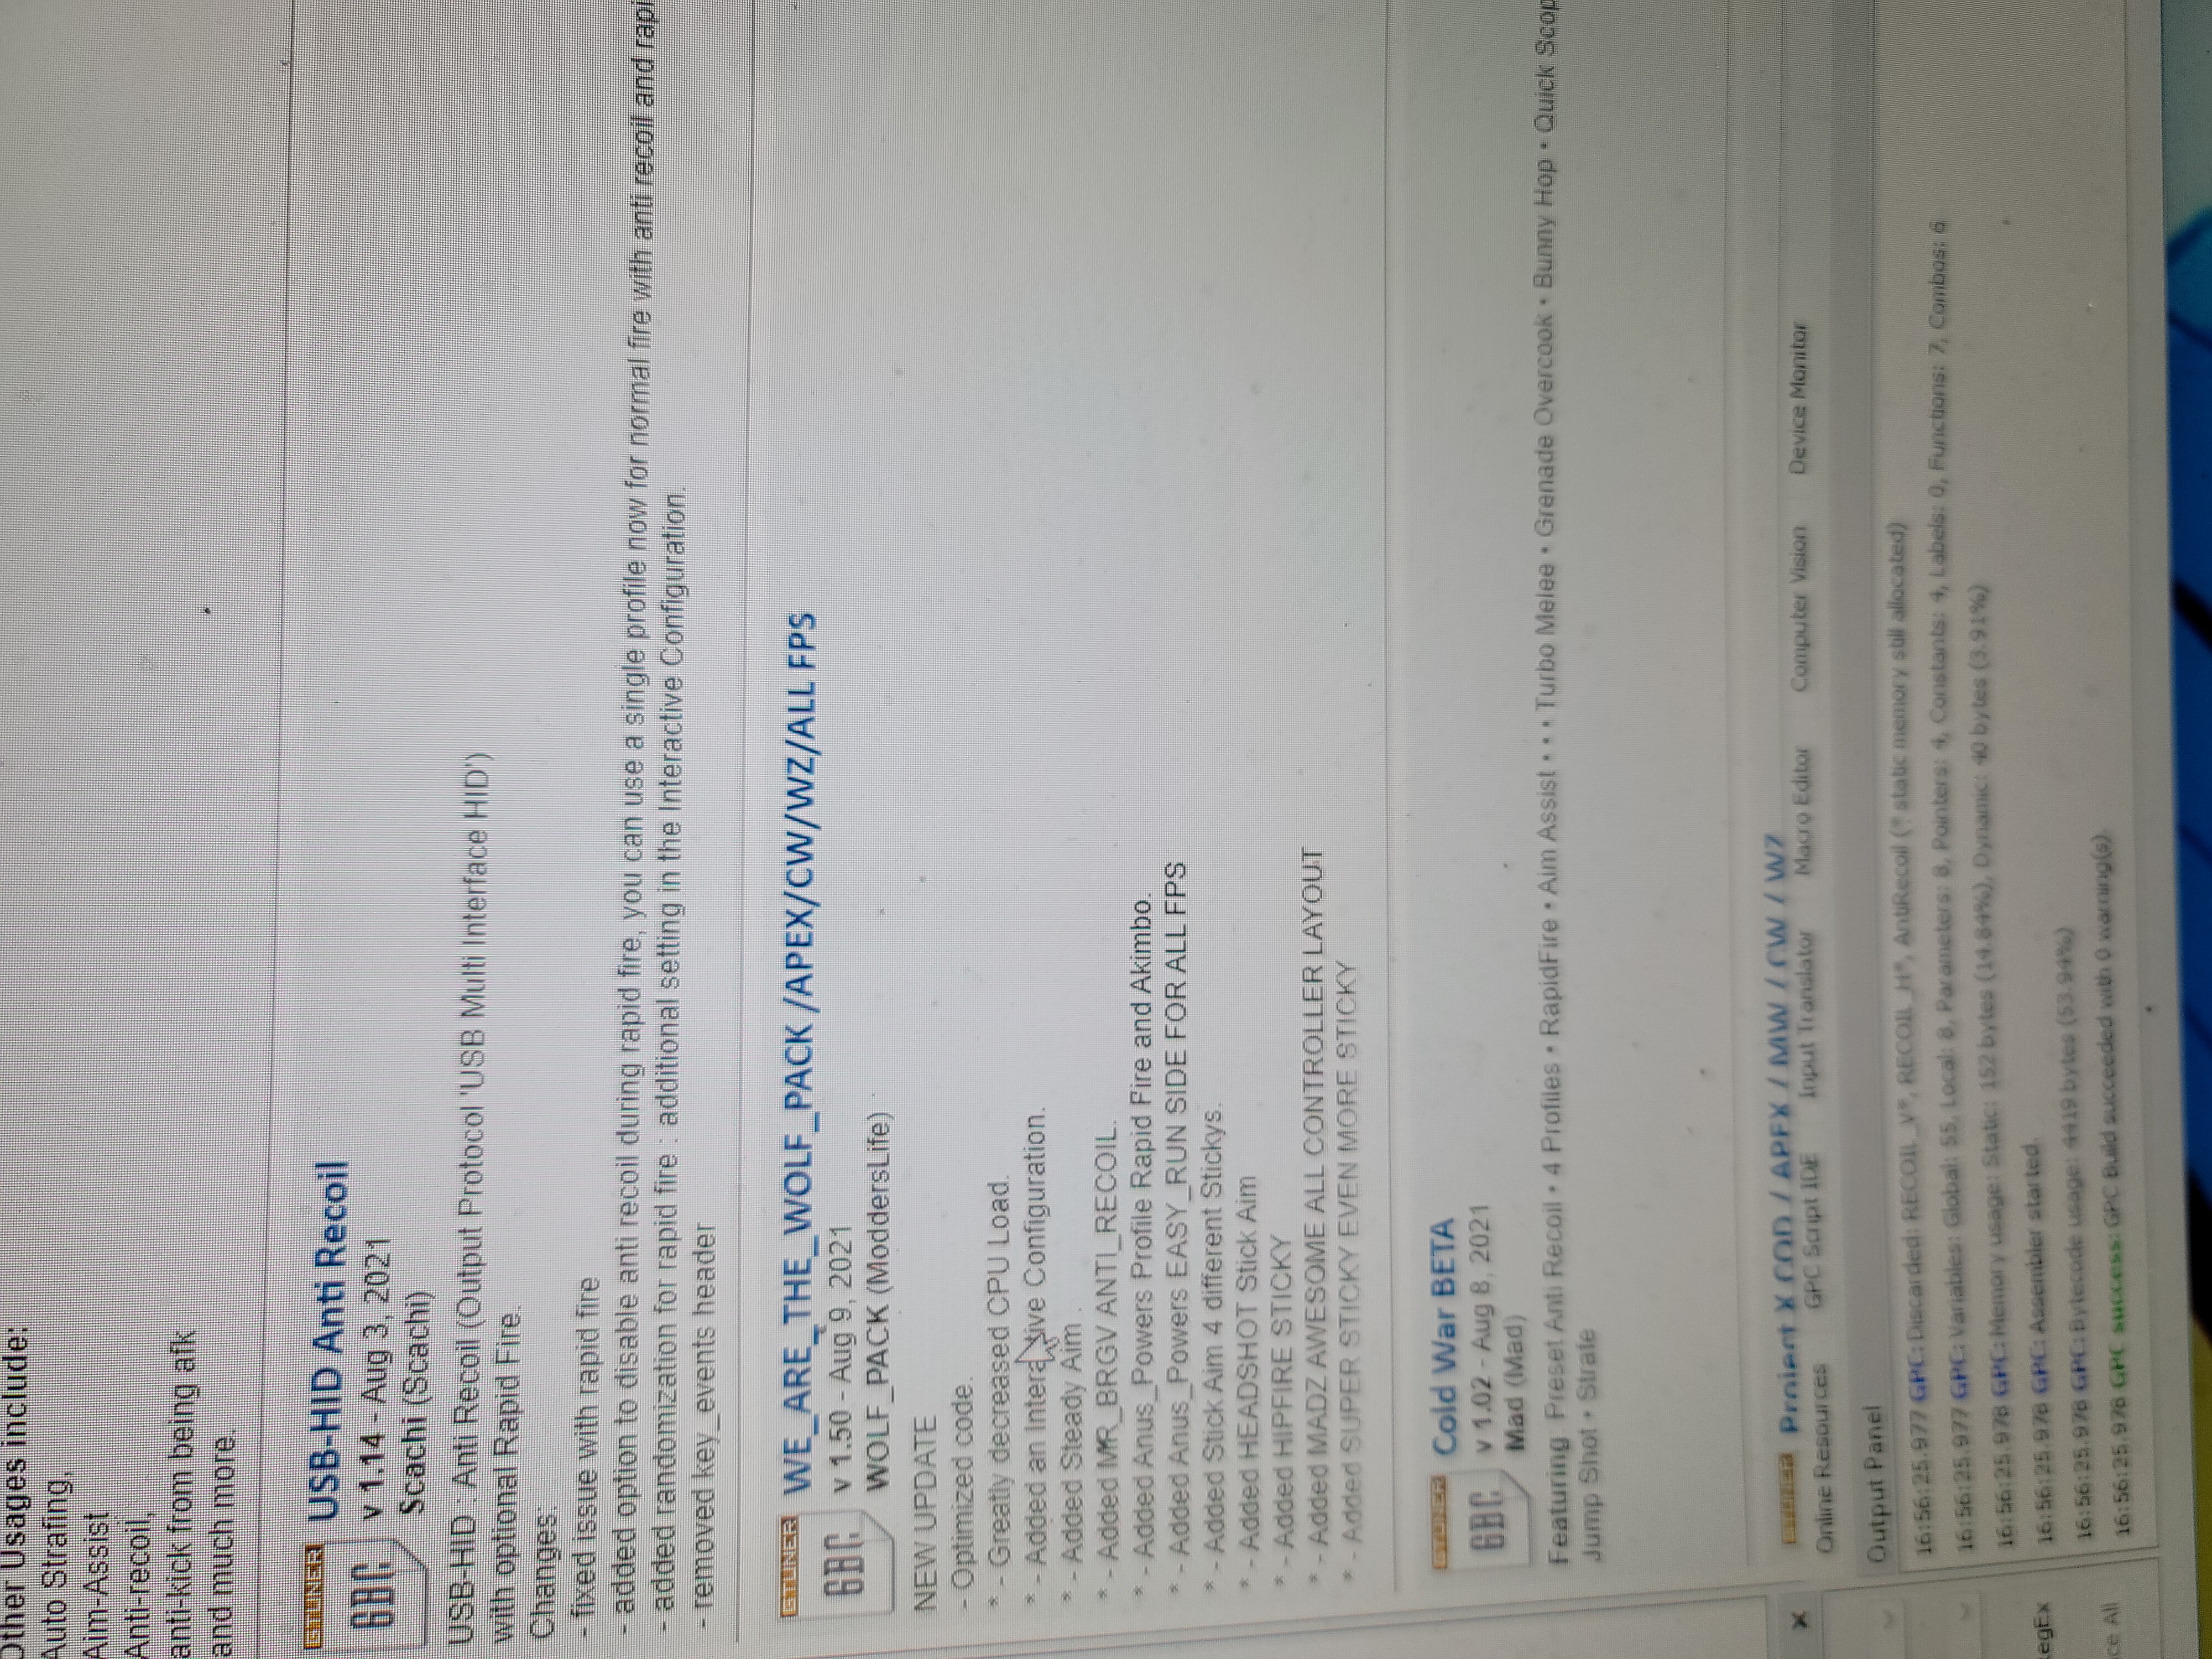 Other Usages include:
Auto Strafing,
Aim-Assist
Anti-recoil,
anti-kick from being afk
and much more.
GTUNER
GBC
USB-HID Anti Recoil
v 1.14 - Aug 3, 2021
Scachi (Scachi)
USB-HID : Anti Recoil (Output Protocol 'USB Multi Interface HID')
with optional Rapid Fire.
Changes:
- fixed issue with rapid fire
- added option to disable anti recoil during rapid fire, you can use a single profile now for normal fire with anti recoil and rapi
- added randomization for rapid fire : additional setting in the Interactive Configuration.
- removed key_events header
GTUNER
GBC
WE_ARE_THE_WOLF_PACK /APEX/CW/WZ/ALL FPS
v 1.50 - Aug 9, 2021
WOLF_PACK (ModdersLife)
NEW UPDATE
- Optimized code.
* - Greatly decreased CPU Load.
* - Added an Interactive Configuration.
* - Added Steady Aim .
* - Added MR_BRGV ANTI_RECOIL.
* - Added Anus_Powers Profile Rapid Fire and Akimbo.
* - Added Anus_Powers EASY_RUN SIDE FOR ALL FPS
* - Added Stick Aim 4 different Stickys.
* - Added HEADSHOT Stick Aim
* - Added HIPFIRE STICKY
* - Added MADZ AWESOME ALL CONTROLLER LAYOUT
* - Added SUPER STICKY EVEN MORE STICKY
GTUNER
GBC
Cold War BETA
v 1.02 - Aug 8, 2021
Mad (Mad)
Featuring: Preset Anti Recoil • 4 Profiles • RapidFire • Aim Assist • • • Turbo Melee • Grenade Overcook • Bunny Hop • Quick Scop
Jump Shot • Strafe
GTUNER
Project X COD / APEX / MW / CW / WZ
Online Resources GPC Script IDE Input Translator Macro Editor Computer Vision Device Monitor
Output Panel
16:56:25.977 GPC: Discarded: RECOIL_V*, RECOIL_H*, AntiRecoil (* static memory still allocated)
16:56:25.977 GPC: Variables: Global: 55, Local: 8, Parameters: 8, Pointers: 4, Constants: 4, Labels: 0, Functions: 7, Combos: 6
16:56:25.978 GPC: Memory usage: Static: 152 bytes (14.84%), Dynamic: 40 bytes (3.91%)
16:56:25.978 GPC: Assembler started.
16:56:25.978 GPC: Bytecode usage: 4419 bytes (53.94%)
16:56:25.978 GPC success: GPC Build succeeded with 0 warning(s).
egEx
ce All